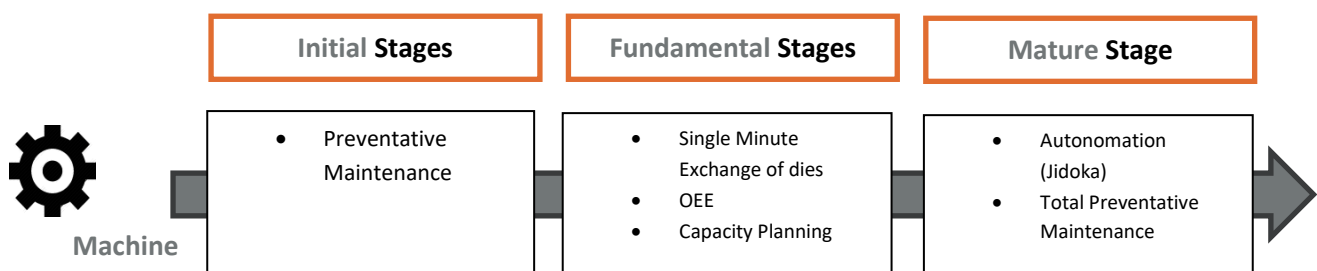 Initial Stages
Fundamental Stages
Mature Stage
Machine
• Preventative
Maintenance
• Single Minute
Exchange of dies
• OEE
• Capacity Planning
• Autonomation
(Jidoka)
• Total Preventative
Maintenance